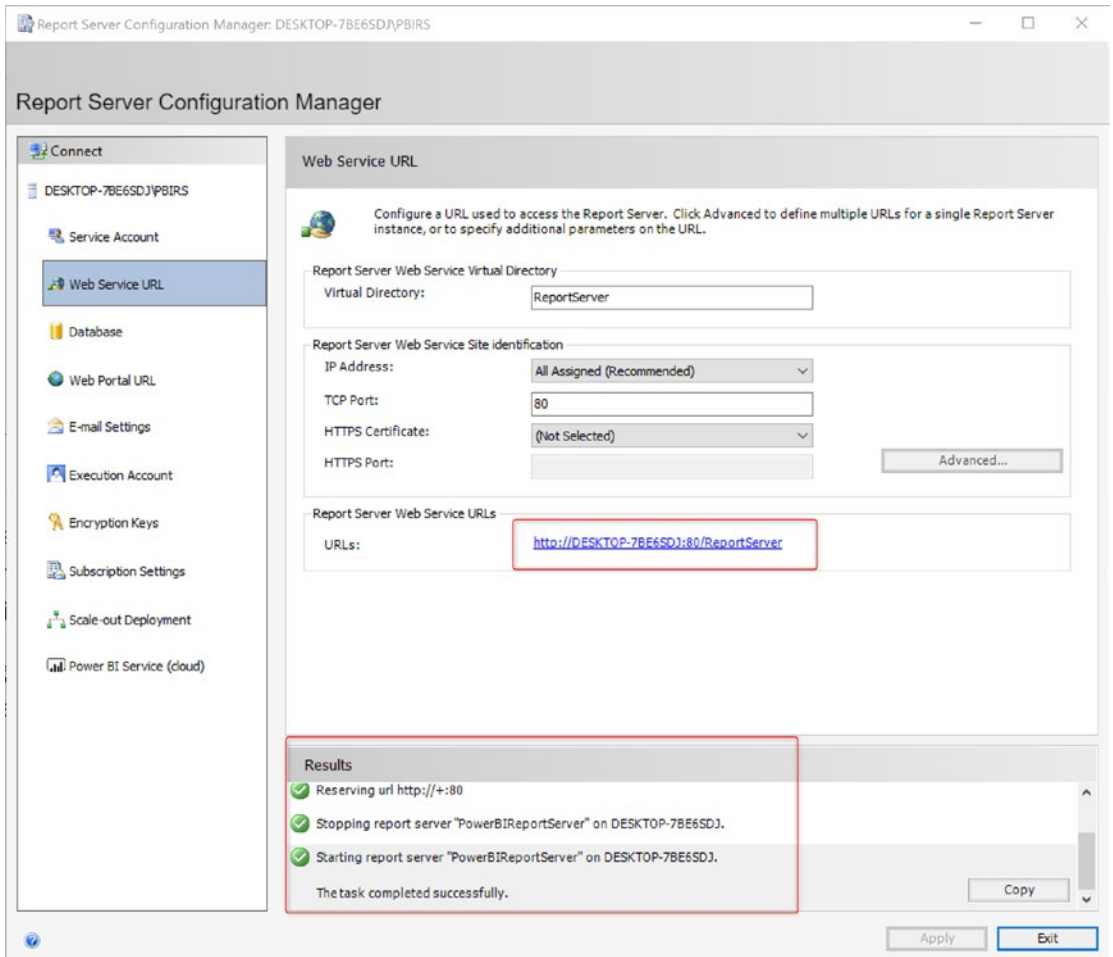 Report Server Configuration Manager: DESKTOP-7BE6SDJ\PBIRS
Report Server Configuration Manager
Connect
DESKTOP-7BE6SDJ\PBIRS
Service Account
Web Service URL
Database
Web Portal URL
E-mail Settings
Execution Account
Encryption Keys
Subscription Settings
Scale-out Deployment
Power BI Service (cloud)
Web Service URL
Configure a URL used to access the Report Server. Click Advanced to define multiple URLs for a single Report Server
instance, or to specify additional parameters on the URL.
Report Server Web Service Virtual Directory
Virtual Directory: ReportServer
Report Server Web Service Site identification
IP Address: All Assigned (Recommended)
TCP Port: 80
HTTPS Certificate: (Not Selected)
HTTPS Port:
Advanced...
Report Server Web Service URLs
URLs: http://DESKTOP-7BE6SDJ:80/ReportServer
Results
Reserving url http://+:80
Stopping report server "PowerBIReportServer" on DESKTOP-7BE6SDJ.
Starting report server "PowerBIReportServer" on DESKTOP-7BE6SDJ.
The task completed successfully.
Copy
Apply
Exit